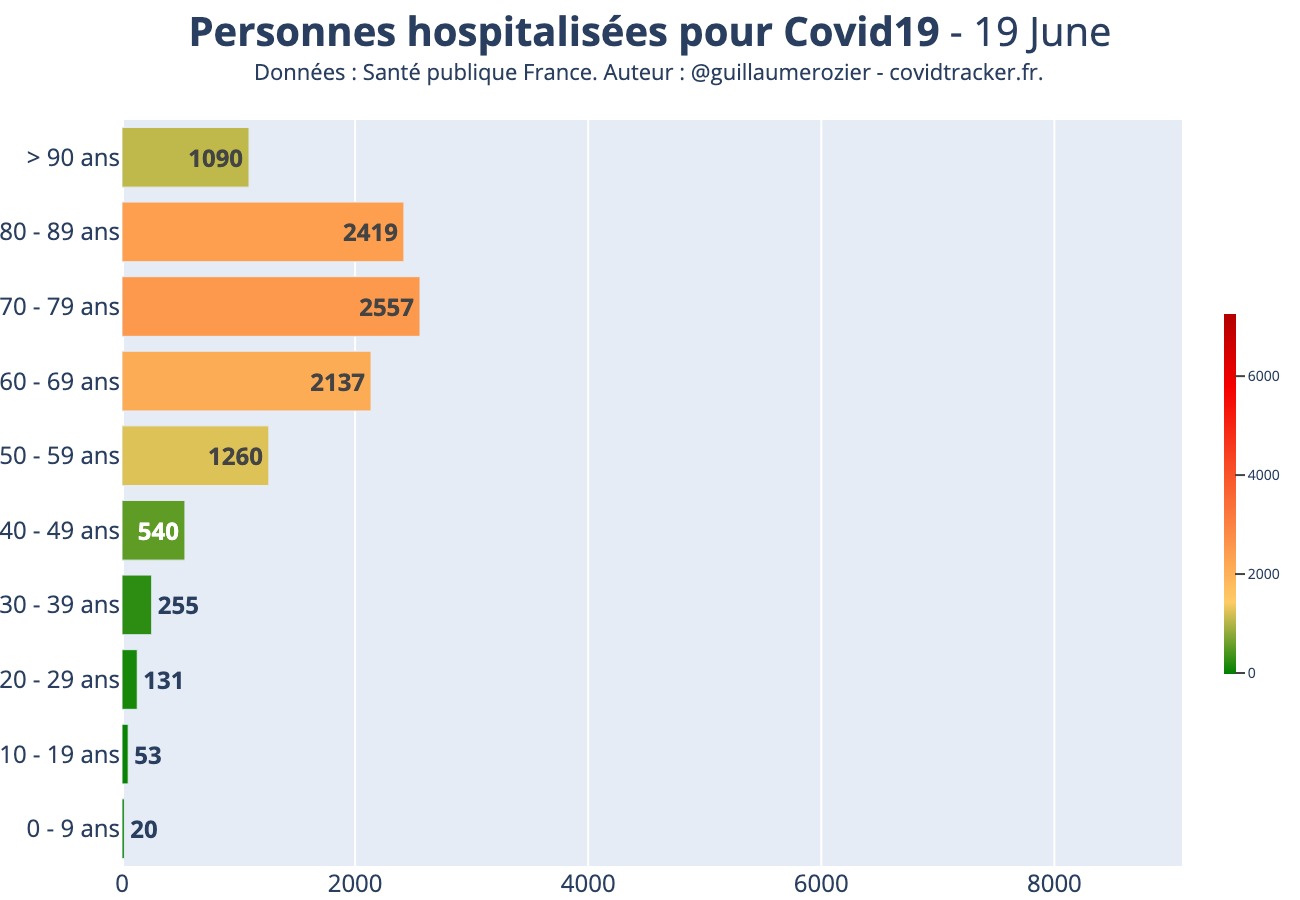 Personnes hospitalisées pour Covid19 - 19 June
Données : Santé publique France. Auteur : @guillaumerozier - covidtracker.fr.
> 90 ans 1090
80 - 89 ans 2419
70 - 79 ans 2557
60 - 69 ans 2137
50 - 59 ans 1260
40 - 49 ans 540
30 - 39 ans 255
20 - 29 ans 131
10 - 19 ans 53
0 - 9 ans 20
0 2000 4000 6000 8000
6000
4000
2000
0